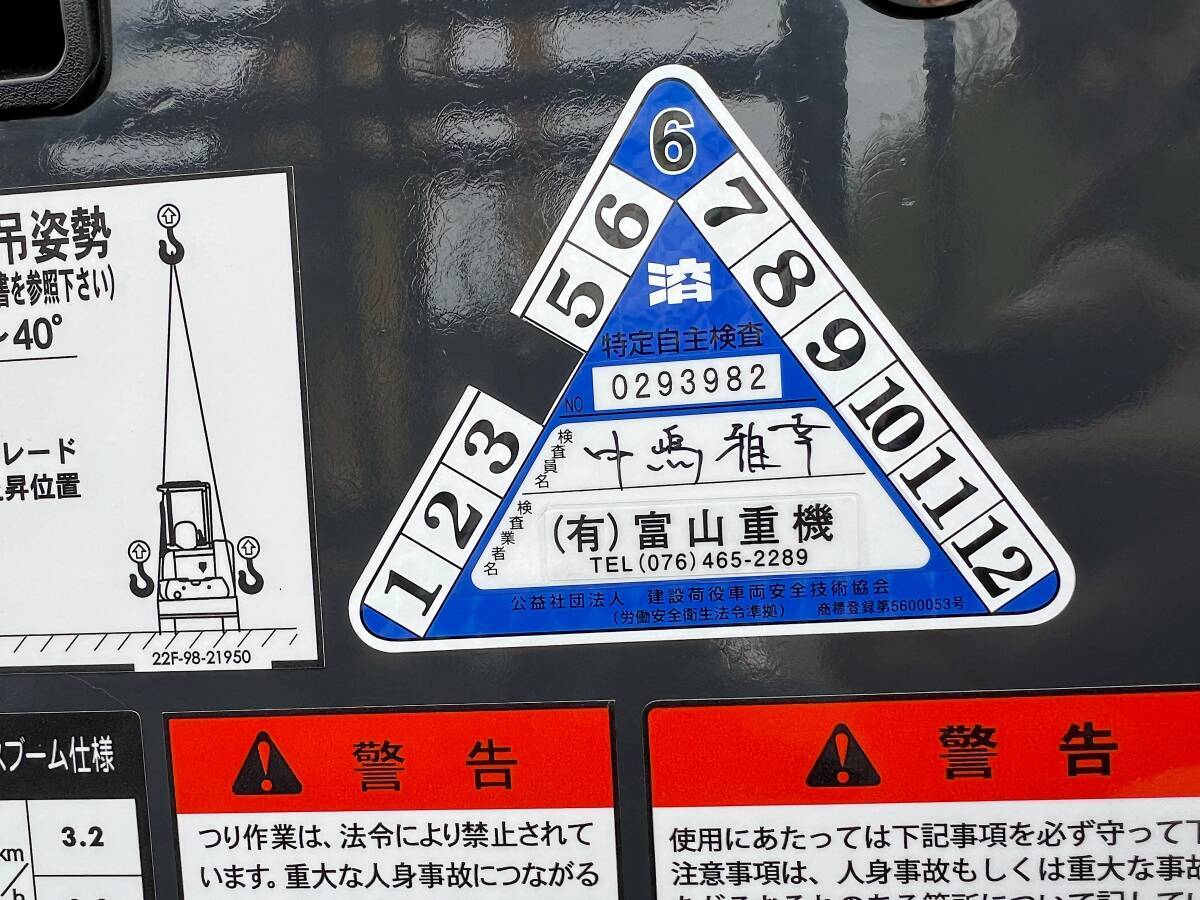 吊姿勢
書を参照下さい)
～40°
レード
上昇位置
22F-98-21950
6
1 2 3 5 6 7 8 9 10 11 12
溶
特定自主検査
NO 0293982
検査員名 中嶋雅幸
検査業者名 (有)富山重機
TEL(076)465-2289
公益社団法人 建設荷役車両安全技術協会
(労働安全衛生法令準拠) 商標登録第5600053号
スブーム仕様
3.2
km/h
警告
つり作業は、法令により禁止されて
います。重大な人身事故につながる
警告
使用にあたっては下記事項を必ず守って下
注意事項は、人身事故もしくは重大な事故